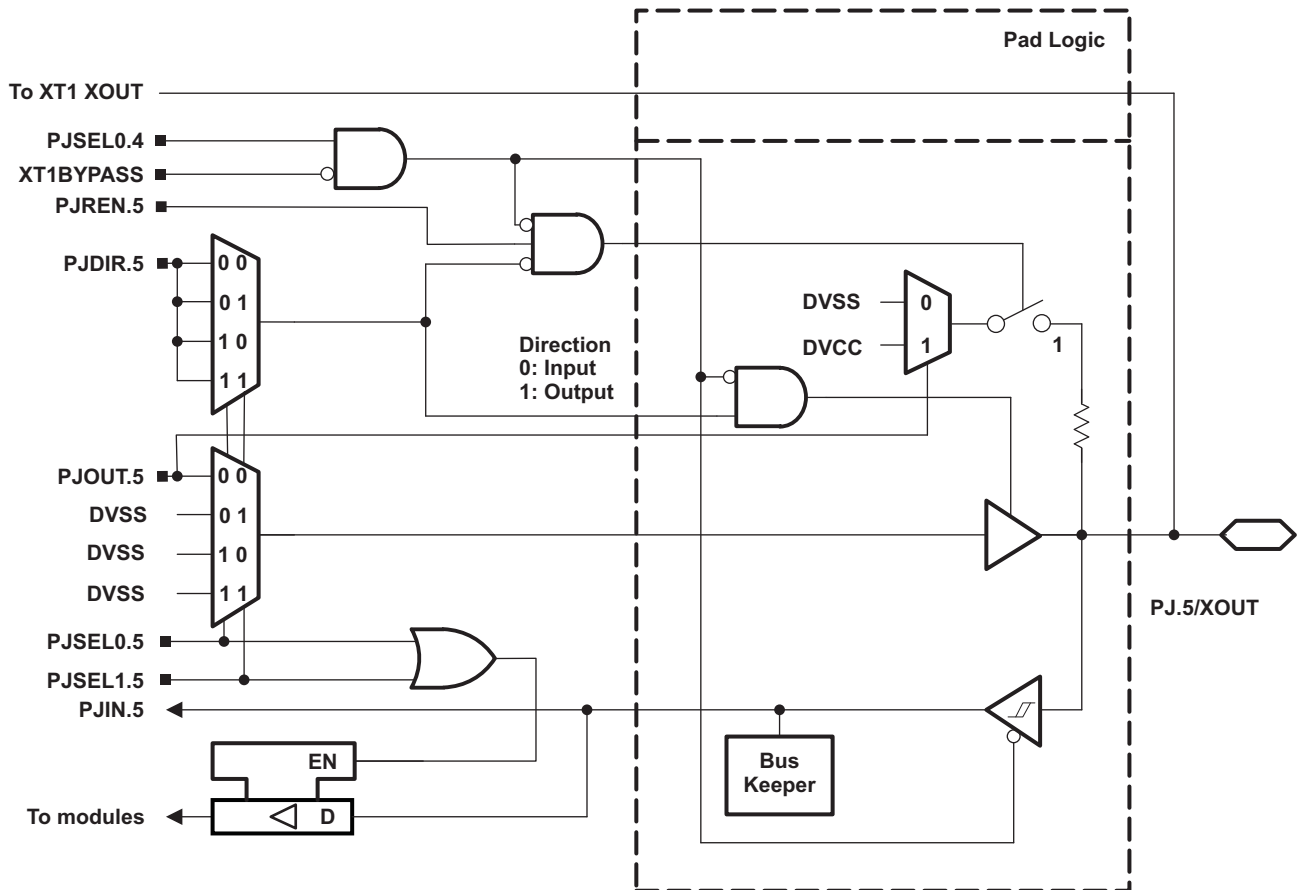 Pad Logic
To XT1 XOUT
PJSEL0.4
XT1BYPASS
PJREN.5
PJDIR.5
0 0
0 1
1 0
1 1
Direction
0: Input
1: Output
DVSS
0
DVCC
1
1
PJOUT.5
0 0
DVSS
0 1
DVSS
1 0
DVSS
1 1
PJ.5/XOUT
PJSEL0.5
PJSEL1.5
PJIN.5
EN
Bus
Keeper
To modules
D